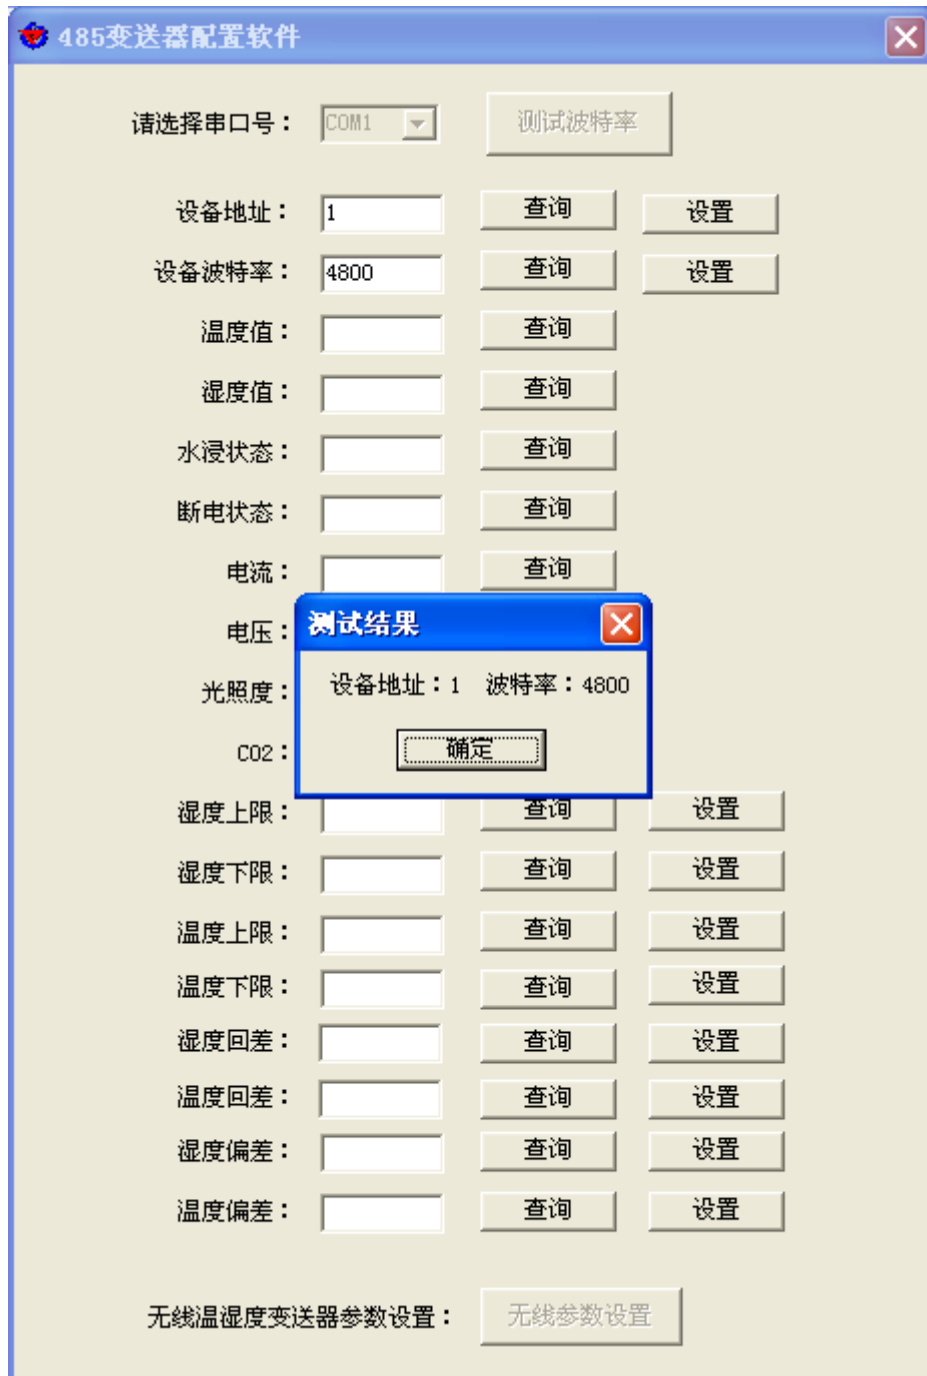 485变送器配置软件
请选择串口号： COM1 测试波特率
设备地址： 1 查询 设置
设备波特率： 4800 查询 设置
温度值： 查询
湿度值： 查询
水浸状态： 查询
断电状态： 查询
电流： 查询
电压：
测试结果
光照度：
设备地址：1 波特率：4800
CO2：
确定
湿度上限： 查询 设置
湿度下限： 查询 设置
温度上限： 查询 设置
温度下限： 查询 设置
湿度回差： 查询 设置
温度回差： 查询 设置
湿度偏差： 查询 设置
温度偏差： 查询 设置
无线温湿度变送器参数设置： 无线参数设置